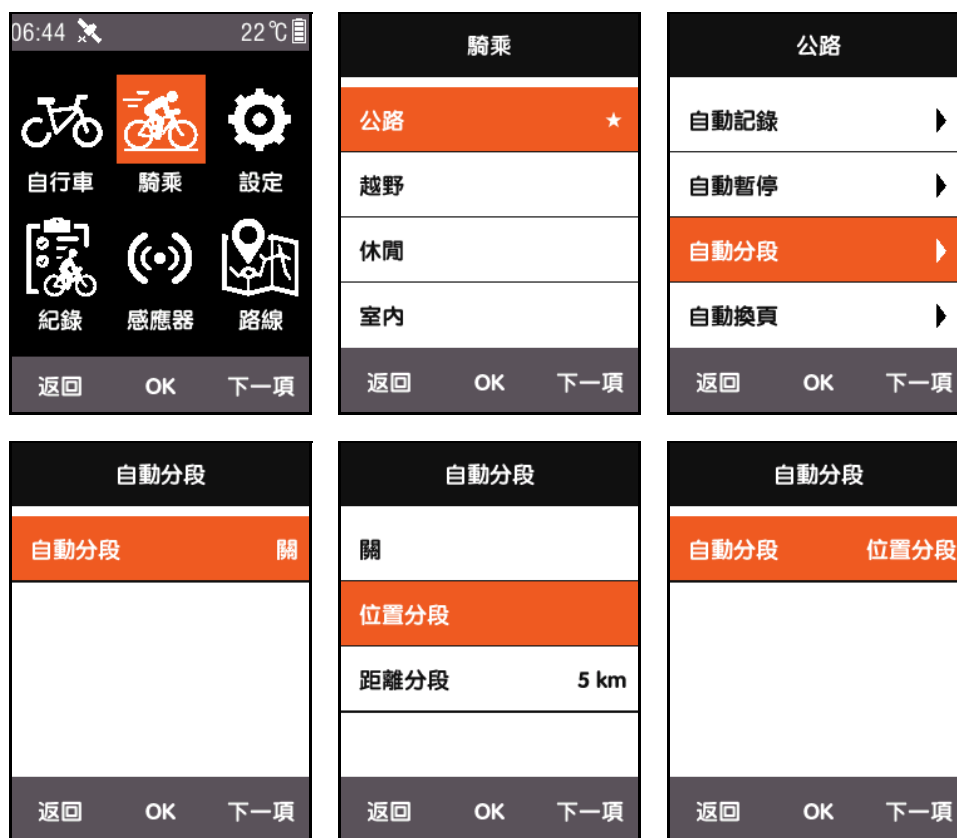 06:44 22℃
自行車 騎乘 設定
紀錄 感應器 路線
返回 OK 下一項
騎乘
公路 ★
越野
休閒
室内
返回 OK 下一項
公路
自動記錄
自動暫停
自動分段
自動換頁
返回 OK 下一項
自動分段
自動分段 關
返回 OK 下一項
自動分段
關
位置分段
距離分段 5 km
返回 OK 下一項
自動分段
自動分段 位置分段
返回 OK 下一項